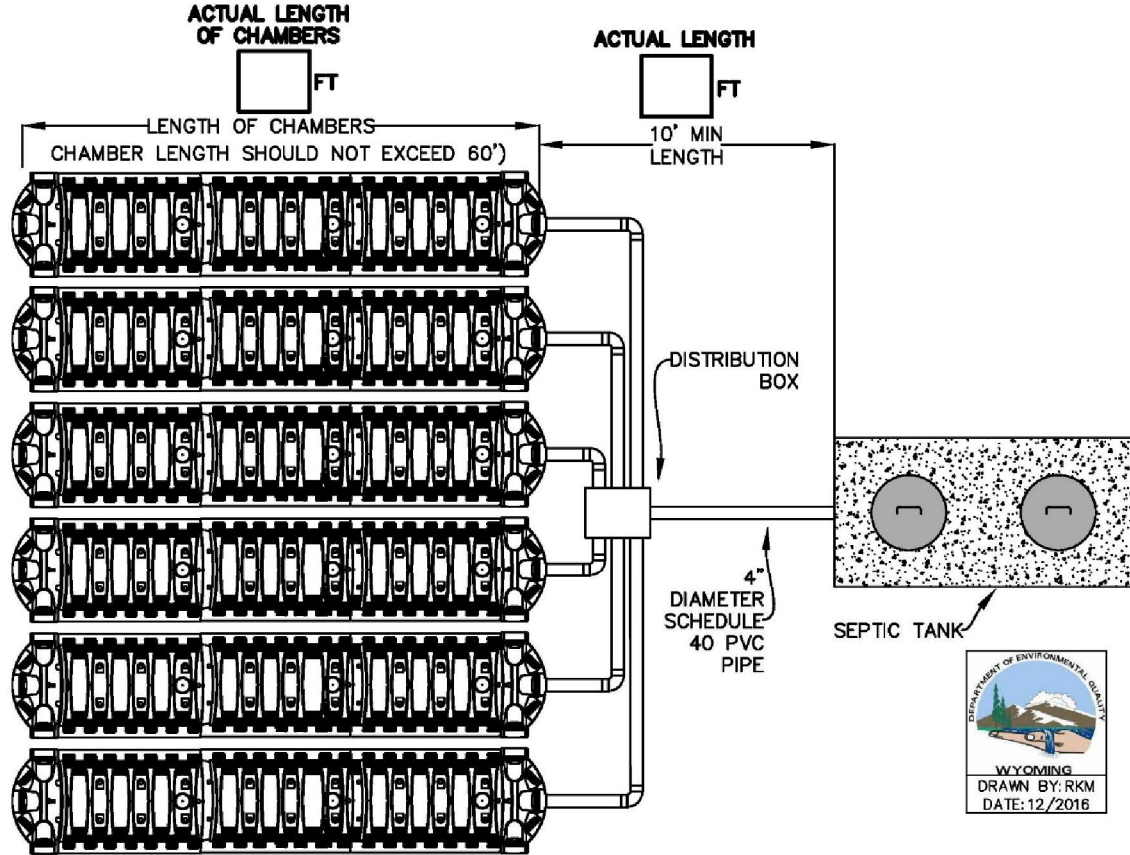 ACTUAL LENGTH
OF CHAMBERS
FT
LENGTH OF CHAMBERS
CHAMBER LENGTH SHOULD NOT EXCEED 60')
ACTUAL LENGTH
FT
10' MIN
LENGTH
DISTRIBUTION
BOX
4"
DIAMETER
SCHEDULE
40 PVC
PIPE
SEPTIC TANK
DEPARTMENT OF ENVIRONMENTAL QUALITY
WYOMING
DRAWN BY: RKM
DATE: 12/2016